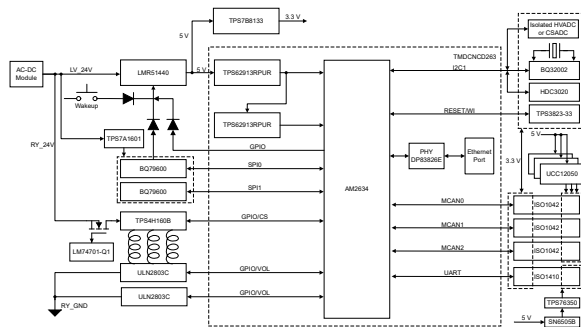 TPS7B8133
3.3 V
5 V
AC-DC
Module
LV_24V
LMR51440
5 V
TPS62913RPUR
TMDCNCD263
Isolated HVADC
or CSADC
I2C1
BQ32002
HDC3020
Wakeup
RY_24V
TPS7A1601
TPS62913RPUR
RESET/WI
TPS3823-33
GPIO
AM2634
PHY
DP83826E
Ethernet
Port
5 V
3.3 V
UCC12050
BQ79600
SPI0
BQ79600
SPI1
MCAN0
ISO1042
TPS4H160B
GPIO/CS
MCAN1
ISO1042
LM74701-Q1
MCAN2
ISO1042
ULN2803C
GPIO/VOL
UART
ISO1410
RY_GND
ULN2803C
GPIO/VOL
TPS76350
5 V
SN6505B